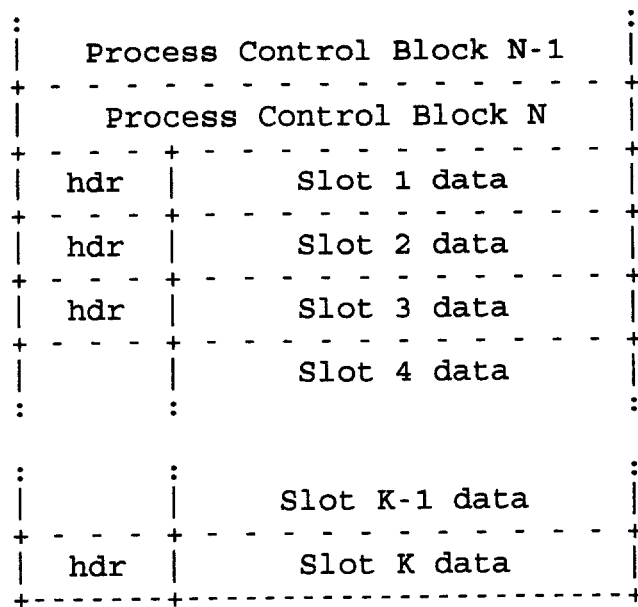 Process Control Block N-1
Process Control Block N
hdr Slot 1 data
hdr Slot 2 data
hdr Slot 3 data
Slot 4 data
Slot K-1 data
hdr Slot K data